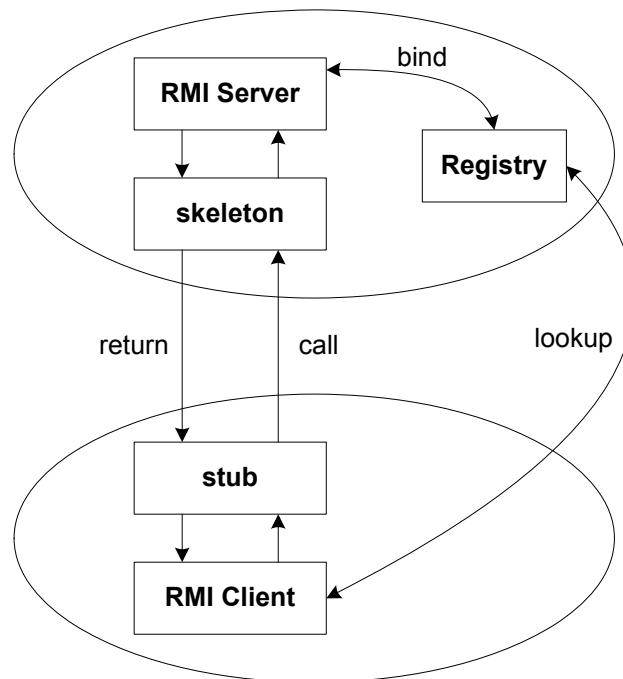 bind
RMI Server
Registry
skeleton
return
call
lookup
stub
RMI Client